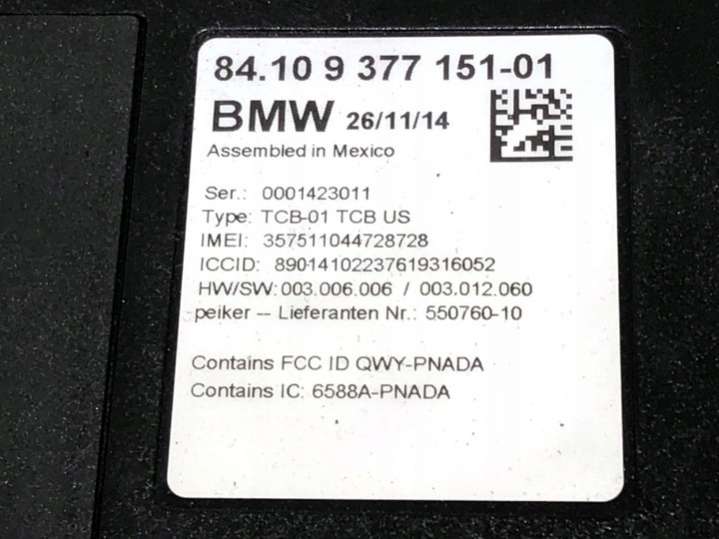 84.10 9 377 151-01
BMW 26/11/14
Assembled in Mexico
Ser.: 0001423011
Type: TCB-01 TCB US
IMEI: 357511044728728
ICCID: 89014102237619316052
HW/SW: 003.006.006 / 003.012.060
peiker -- Lieferanten Nr.: 550760-10
Contains FCC ID QWY-PNADA
Contains IC: 6588A-PNADA